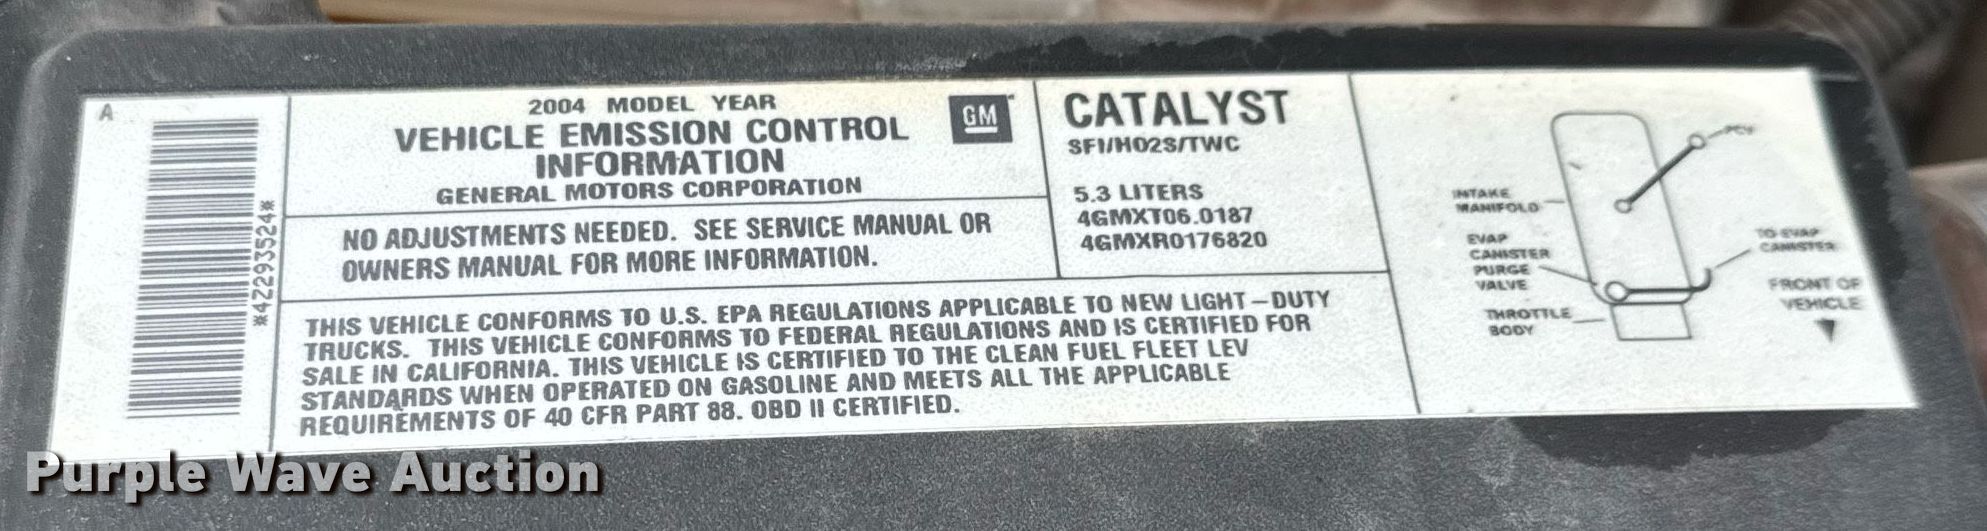 A
*4Z293524*
2004 MODEL YEAR
VEHICLE EMISSION CONTROL
INFORMATION
GENERAL MOTORS CORPORATION
GM
NO ADJUSTMENTS NEEDED. SEE SERVICE MANUAL OR
OWNERS MANUAL FOR MORE INFORMATION.
CATALYST
SFI/HO2S/TWC
5.3 LITERS
4GMXT06.0187
4GMXR0176820
THIS VEHICLE CONFORMS TO U.S. EPA REGULATIONS APPLICABLE TO NEW LIGHT-DUTY
TRUCKS. THIS VEHICLE CONFORMS TO FEDERAL REGULATIONS AND IS CERTIFIED FOR
SALE IN CALIFORNIA. THIS VEHICLE IS CERTIFIED TO THE CLEAN FUEL FLEET LEV
STANDARDS WHEN OPERATED ON GASOLINE AND MEETS ALL THE APPLICABLE
REQUIREMENTS OF 40 CFR PART 88. OBD II CERTIFIED.
PCV
INTAKE
MANIFOLD
EVAP
CANISTER
PURGE
VALVE
THROTTLE
BODY
TO EVAP
CANISTER
FRONT OF
VEHICLE
Purple Wave Auction